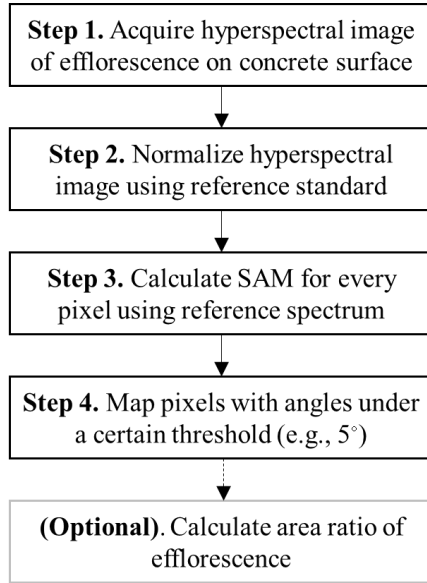 Step 1. Acquire hyperspectral image
of efflorescence on concrete surface
Step 2. Normalize hyperspectral
image using reference standard
Step 3. Calculate SAM for every
pixel using reference spectrum
Step 4. Map pixels with angles under
a certain threshold (e.g., 5°)
(Optional). Calculate area ratio of
efflorescence